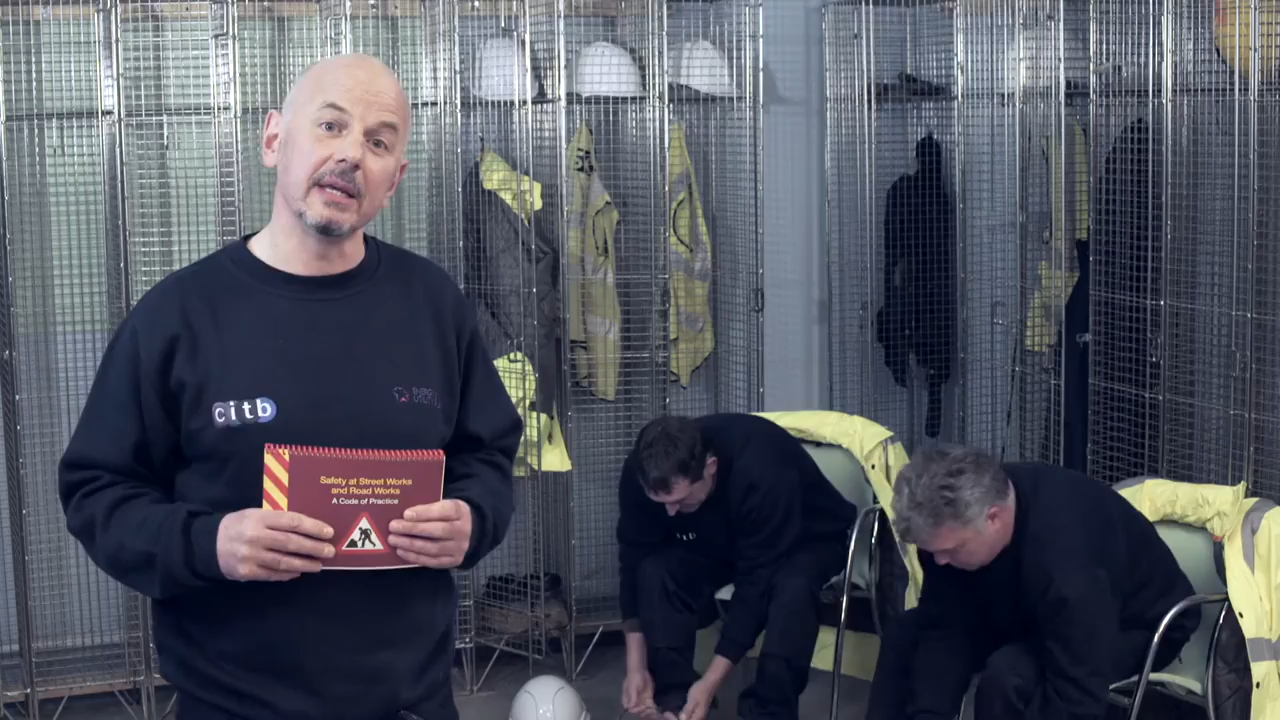 citb
Safety at Street Works
and Road Works
A Code of Practice